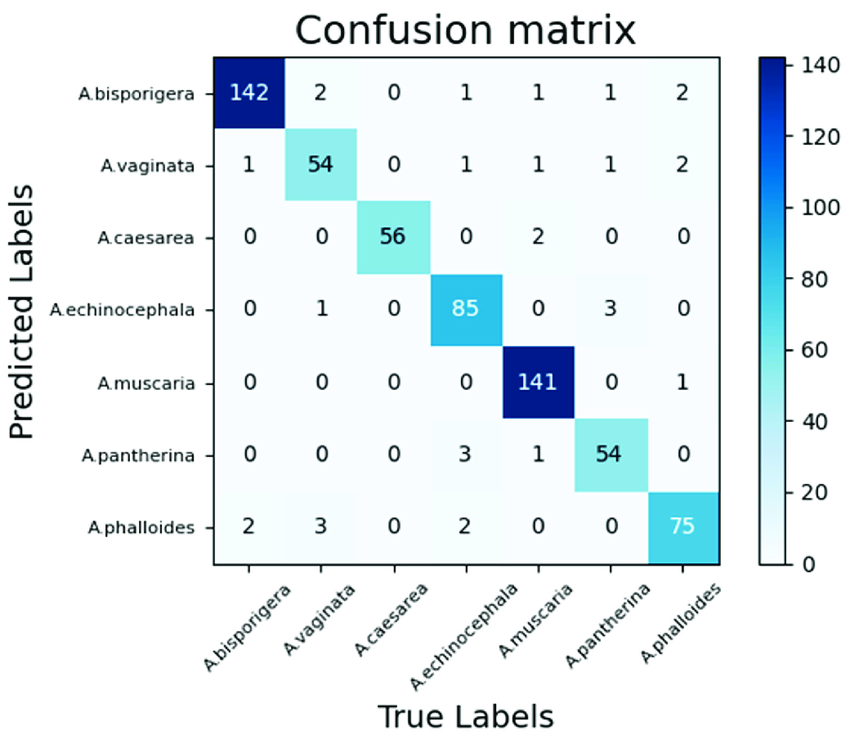 Confusion matrix
Predicted Labels
A.bisporigera 142 2 0 1 1 1 2
A.vaginata 1 54 0 1 1 1 2
A.caesarea 0 0 56 0 2 0 0
A.echinocephala 0 1 0 85 0 3 0
A.muscaria 0 0 0 0 141 0 1
A.pantherina 0 0 0 3 1 54 0
A.phalloides 2 3 0 2 0 0 75
A.bisporigera A.vaginata A.caesarea A.echinocephala A.muscaria A.pantherina A.phalloides
True Labels
140
120
100
80
60
40
20
0